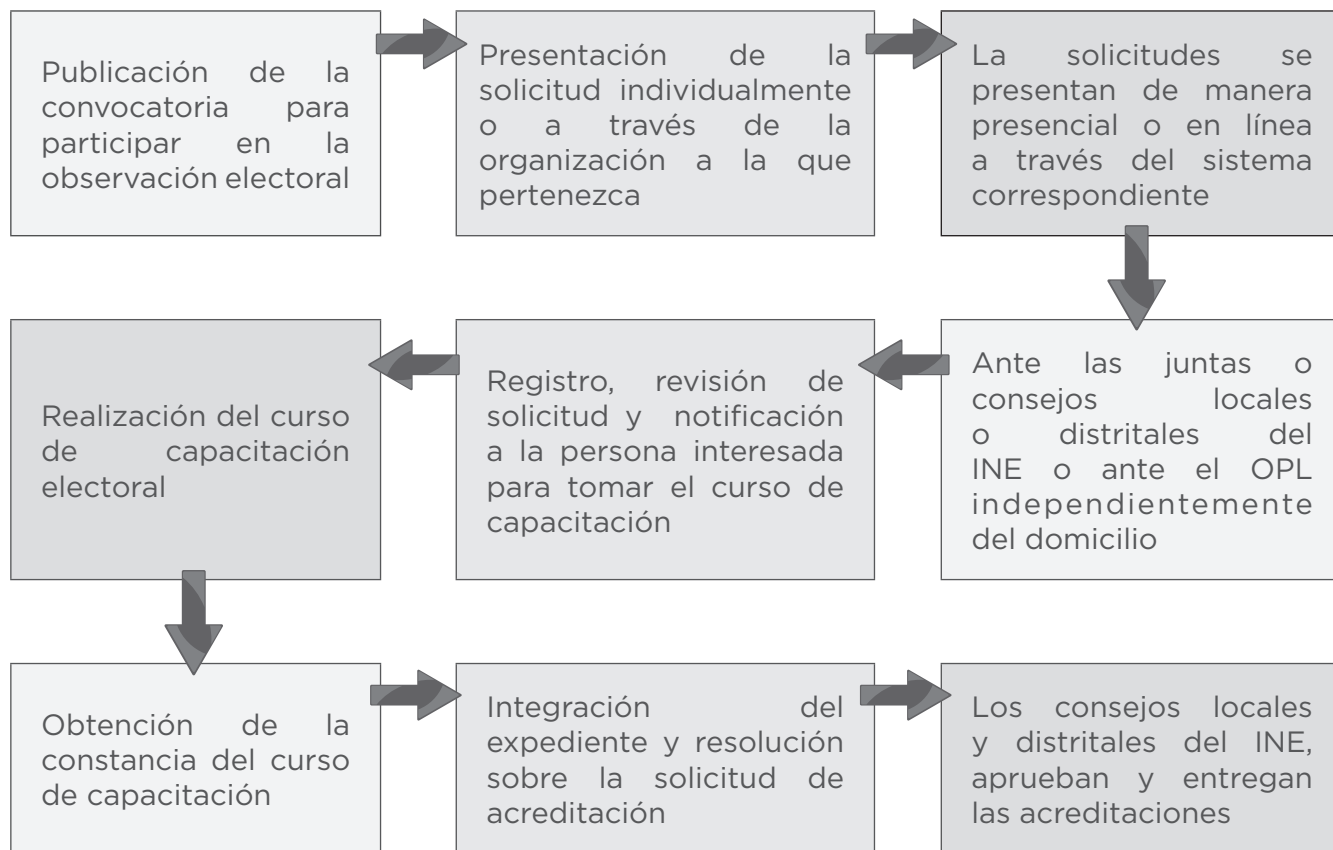 Publicación de la
convocatoria para
participar en la
observación electoral
Presentación de la
solicitud individualmente
o a través de la
organización a la que
pertenezca
La solicitudes se
presentan de manera
presencial o en línea
a través del sistema
correspondiente
Ante las juntas o
consejos locales
o distritales del
INE o ante el OPL
independientemente
del domicilio
Registro, revisión de
solicitud y notificación
a la persona interesada
para tomar el curso de
capacitación
Realización del curso
de capacitación
electoral
Obtención de la
constancia del curso
de capacitación
Integración del
expediente y resolución
sobre la solicitud de
acreditación
Los consejos locales
y distritales del INE,
aprueban y entregan
las acreditaciones